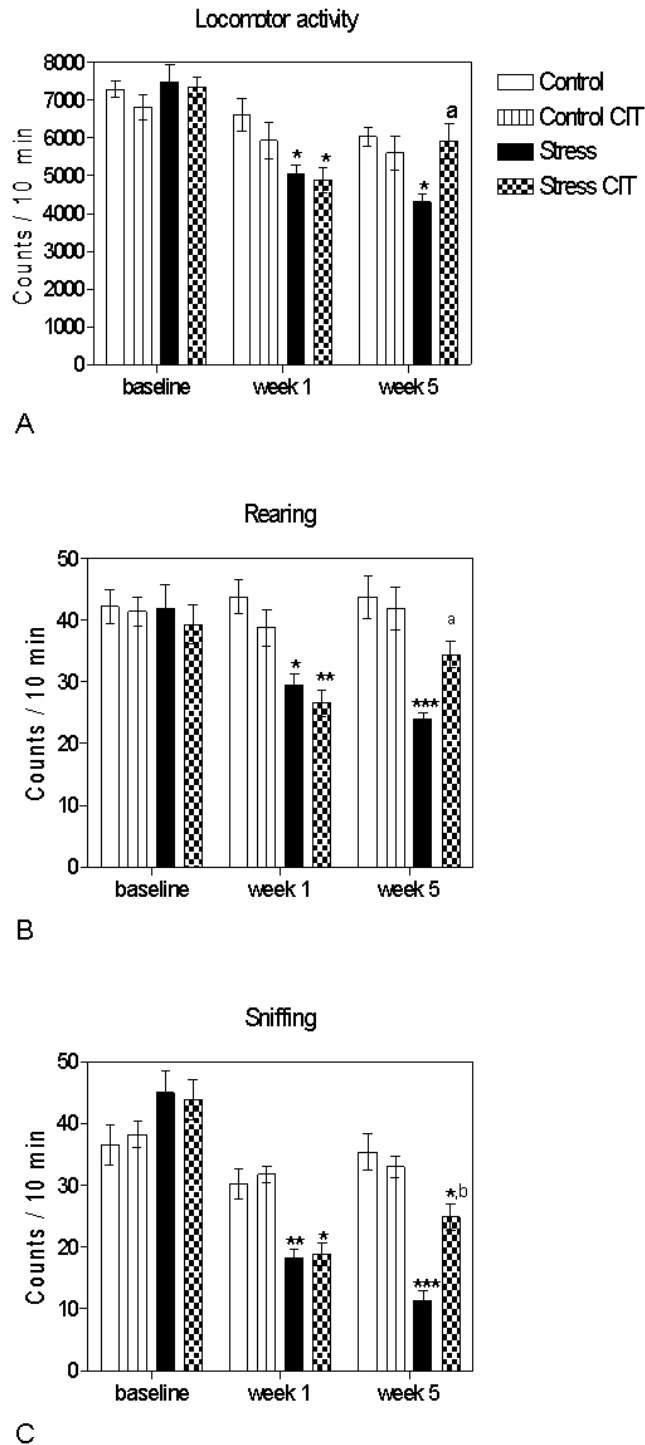 Locomotor activity
8000
7000
6000
5000
4000
3000
2000
1000
0
Counts / 10 min
* * * a
baseline week 1 week 5
Control
Control CIT
Stress
Stress CIT
A
Rearing
50
40
30
20
10
0
Counts / 10 min
* ** *** a
baseline week 1 week 5
B
Sniffing
50
40
30
20
10
0
Counts / 10 min
** * *** *,b
baseline week 1 week 5
C